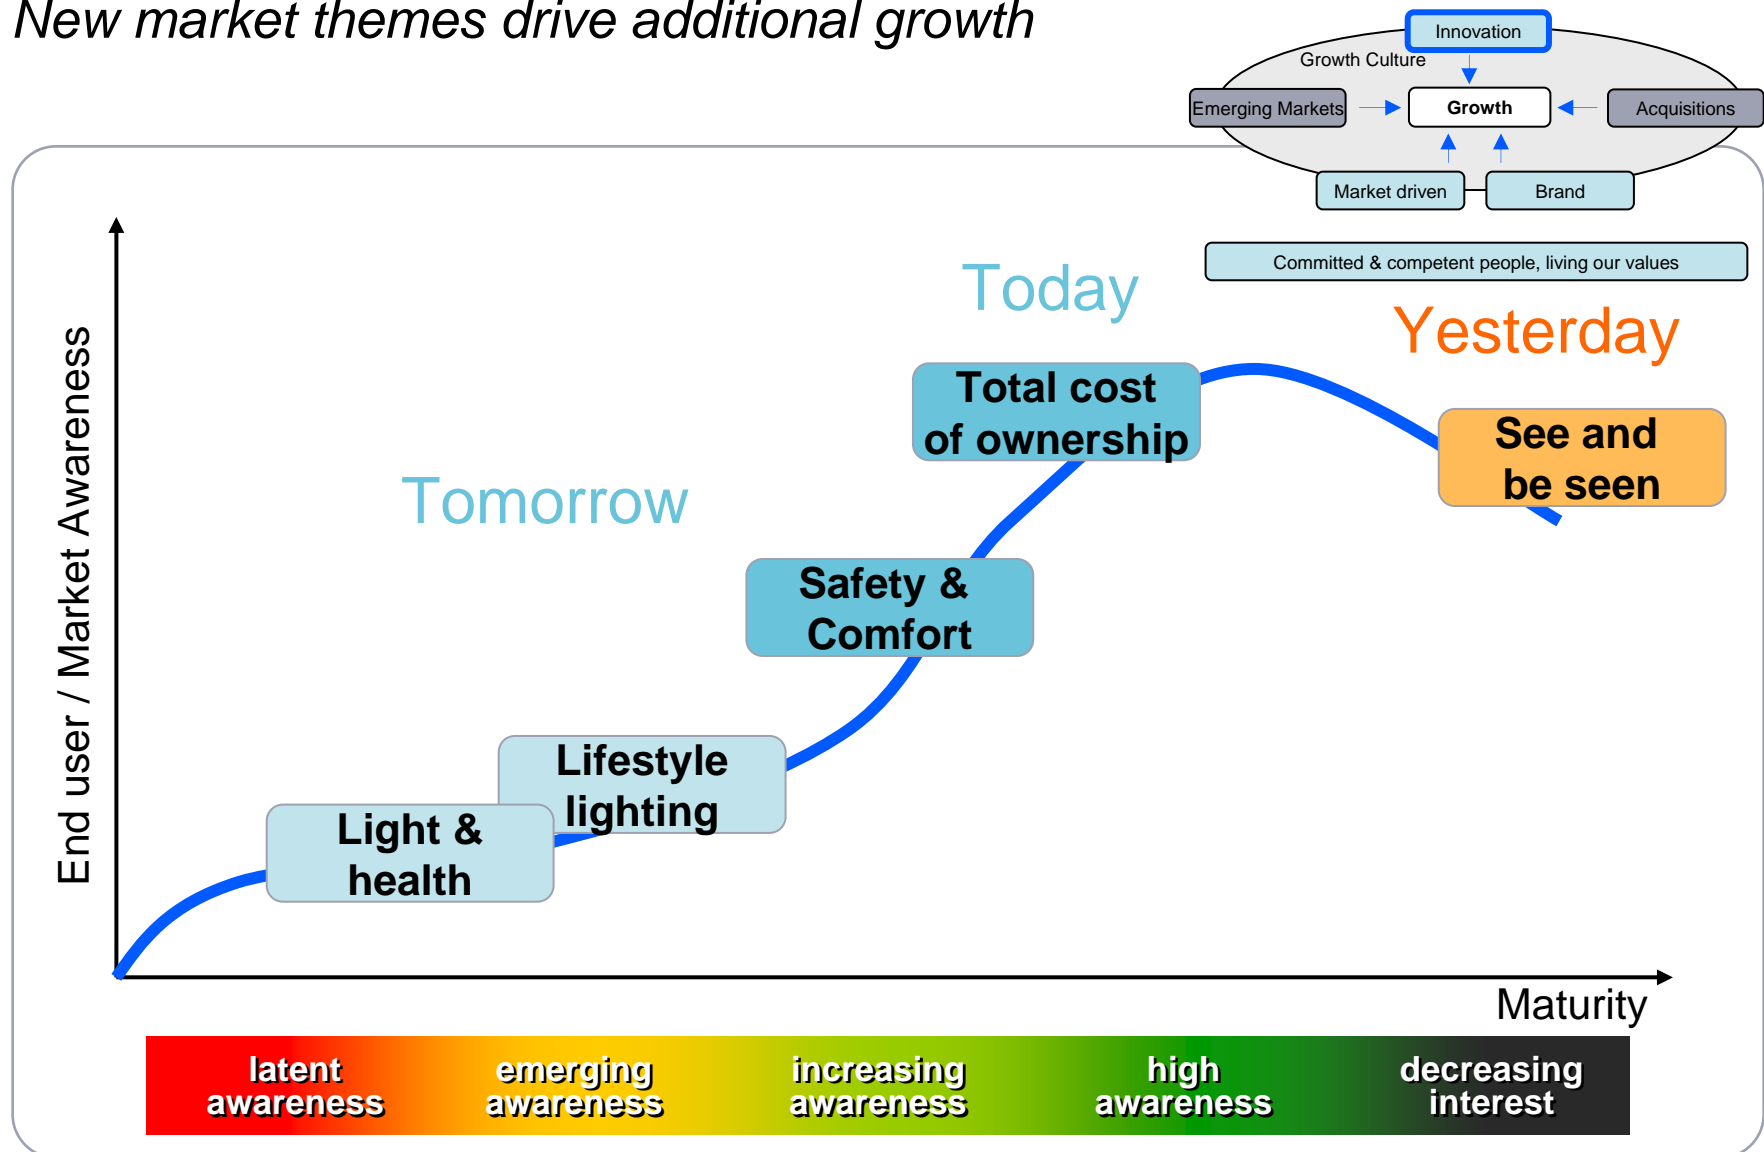 New market themes drive additional growth
Innovation
Growth Culture
Emerging Markets
Growth
Acquisitions
Market driven
Brand
Committed & competent people, living our values
Today
Yesterday
Tomorrow
End user / Market Awareness
Total cost
of ownership
See and
be seen
Safety &
Comfort
Lifestyle
lighting
Light &
health
Maturity
latent
awareness
emerging
awareness
increasing
awareness
high
awareness
decreasing
interest